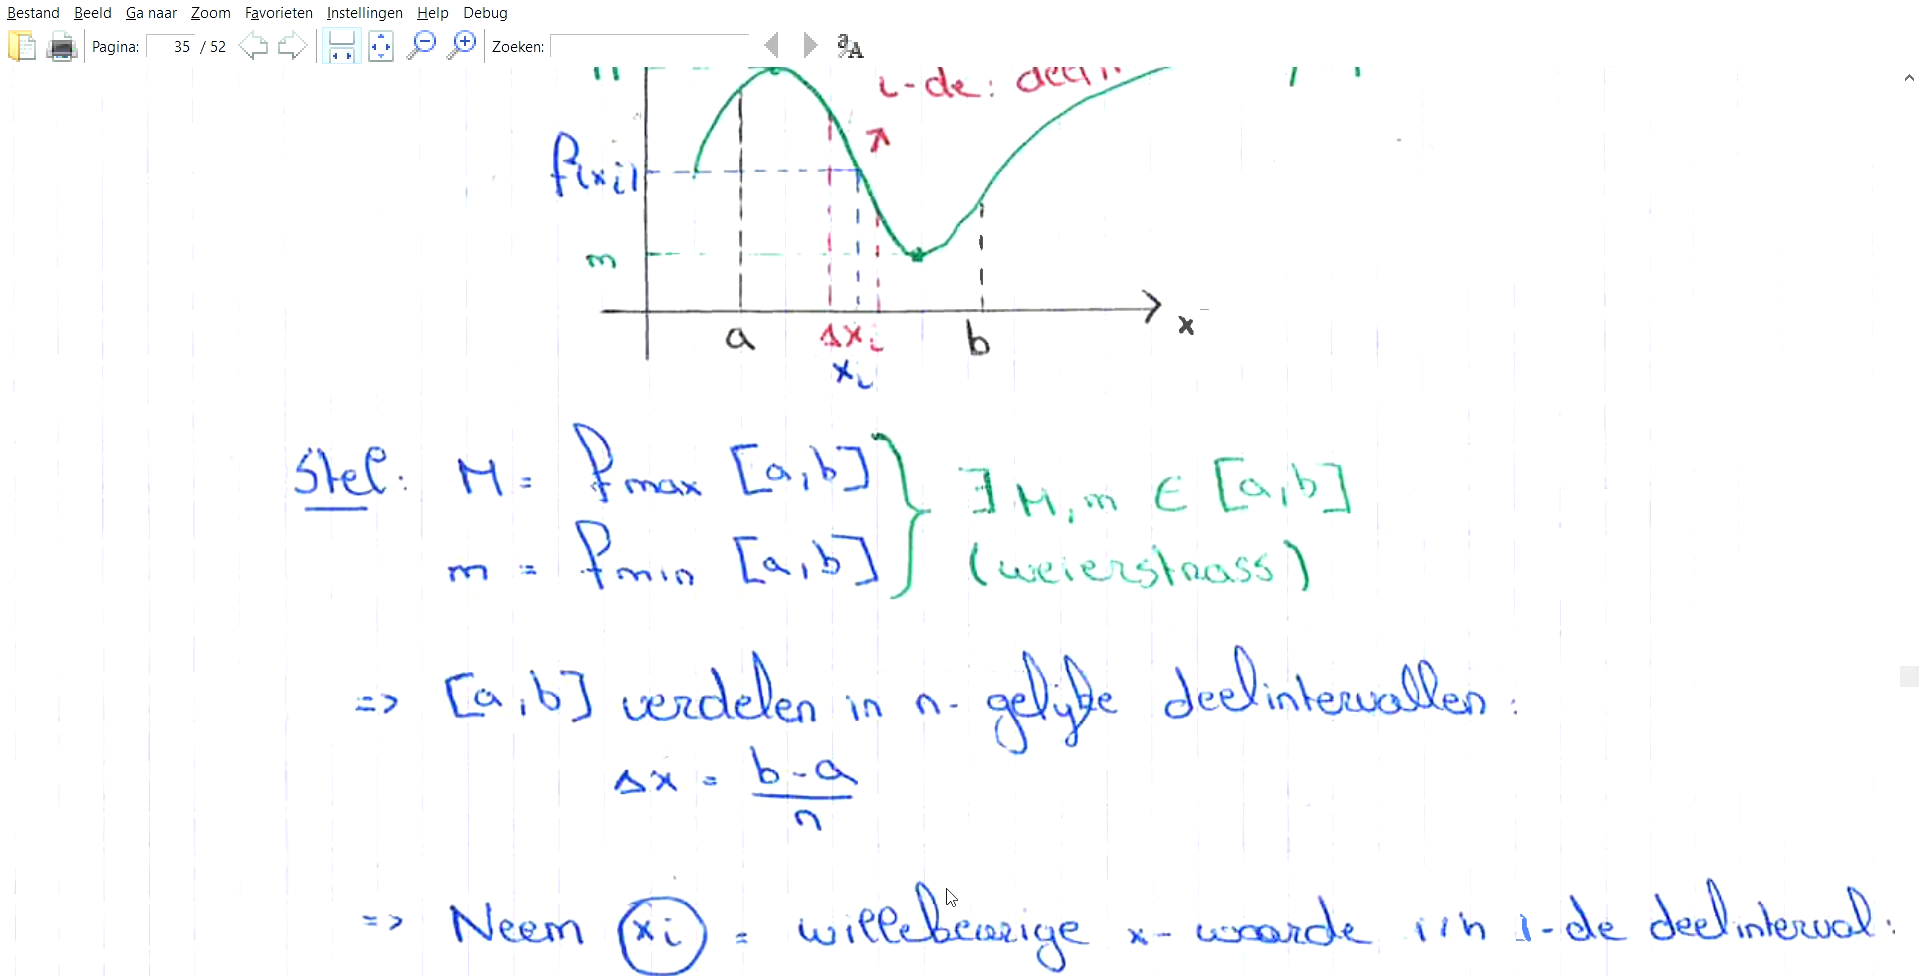 Bestand Beeld Ga naar Zoom Favorieten Instellingen Help Debug
Pagina: 35 / 52 Zoeken:
i-de:
f(xi)
m
a Δxi b x
xi
Stel: M = fmax [a,b]
m = fmin [a,b]
∃ M, m ∈ [a,b]
(weierstrass)
=> [a,b] verdelen in n- gelijke deelintervallen:
Δx = b-a
n
=> Neem xi = willekeurige x-waarde i/h i-de deelinterval: